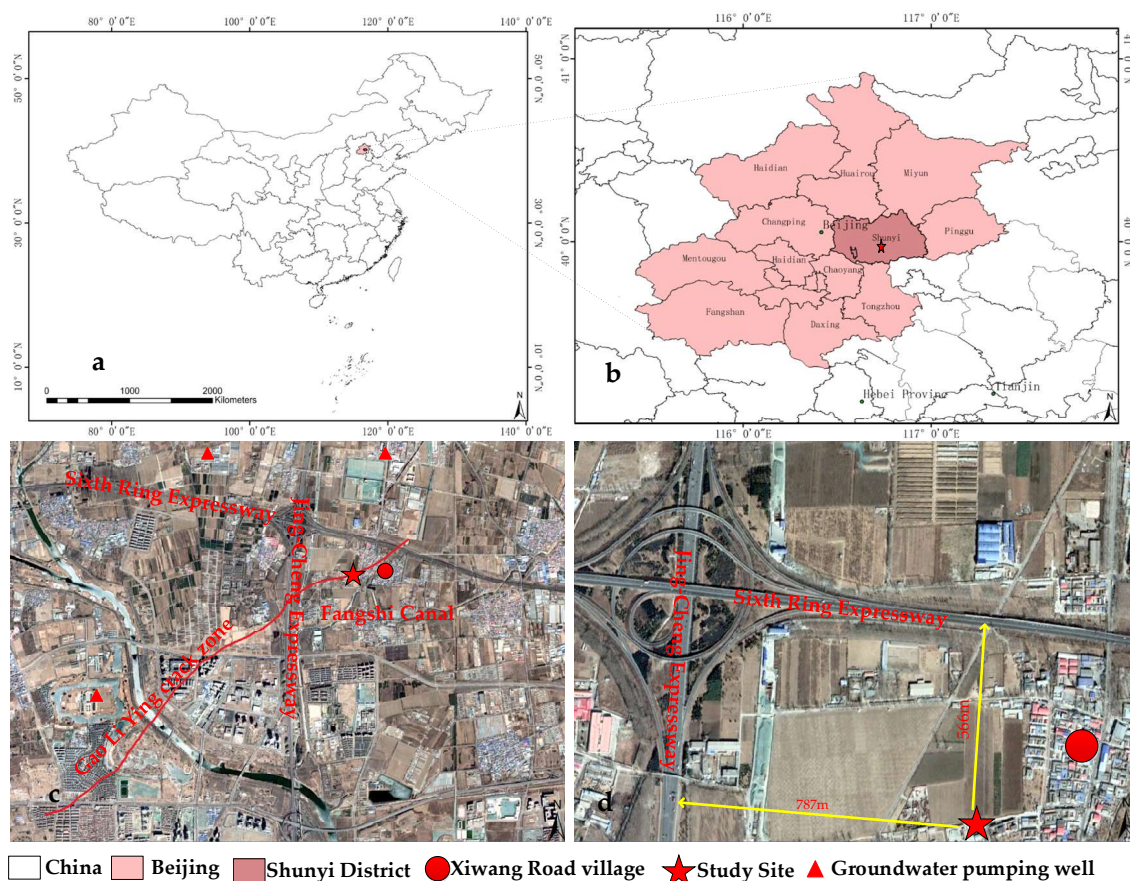 80° 0'0"E 100° 0'0"E 120° 0'0"E 140° 0'0"E
50° 0'0"N
30° 0'0"N
10° 0'0"N
50° 0'0"N
30° 0'0"N
10° 0'0"N
a
0 1000 2000
Kilometers
N
80° 0'0"E 100° 0'0"E 120° 0'0"E 140° 0'0"E
116° 0'0"E 117° 0'0"E
41° 0'0"N
40° 0'0"N
Haidian
Huairou
Miyun
Changping
Beijing
Shunyi
Pinggu
Mentougou
Haidian
Chaoyang
Fangshan
Tongzhou
Daxing
b
Hebei Proving
Tianjin
N
116° 0'0"E 117° 0'0"E
Sixth Ring Expressway
Jing-Cheng Expressway
Fangshi Canal
Gao Li Ying crack zone
c
N
Jing-Cheng Expressway
Sixth Ring Expressway
566m
787m
d
N
China Beijing Shunyi District Xiwang Road village Study Site Groundwater pumping well